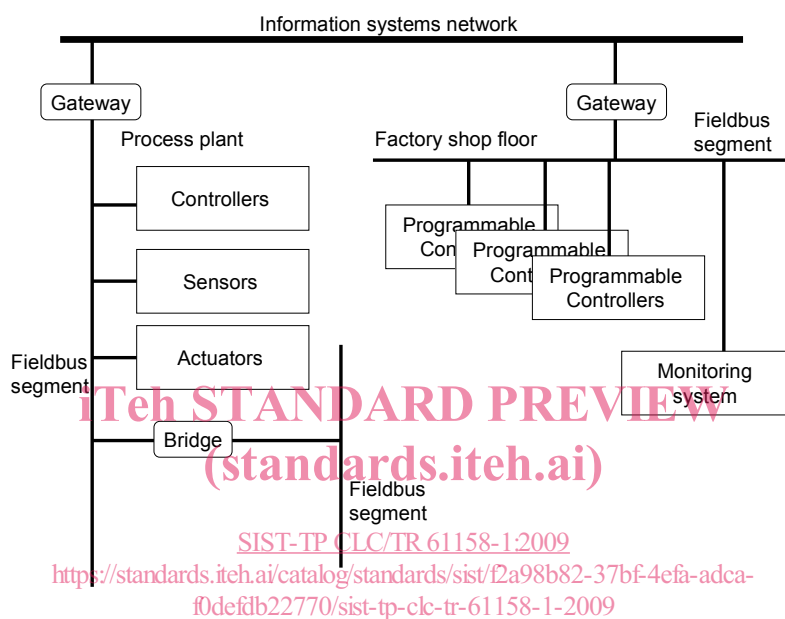 Information systems network
Gateway
Gateway
Process plant
Factory shop floor
Fieldbus
segment
Controllers
Programmable
Con
Programmable
Cont
Programmable
Controllers
Sensors
Actuators
Fieldbus
segment
Monitoring
system
iTeh STANDARD PREVIEW
Bridge
(standards.iteh.ai)
Fieldbus
segment
SIST-TP CLC/TR 61158-1:2009
https://standards.iteh.ai/catalog/standards/sist/f2a98b82-37bf-4efa-adca-
f0defdb22770/sist-tp-clc-tr-61158-1-2009